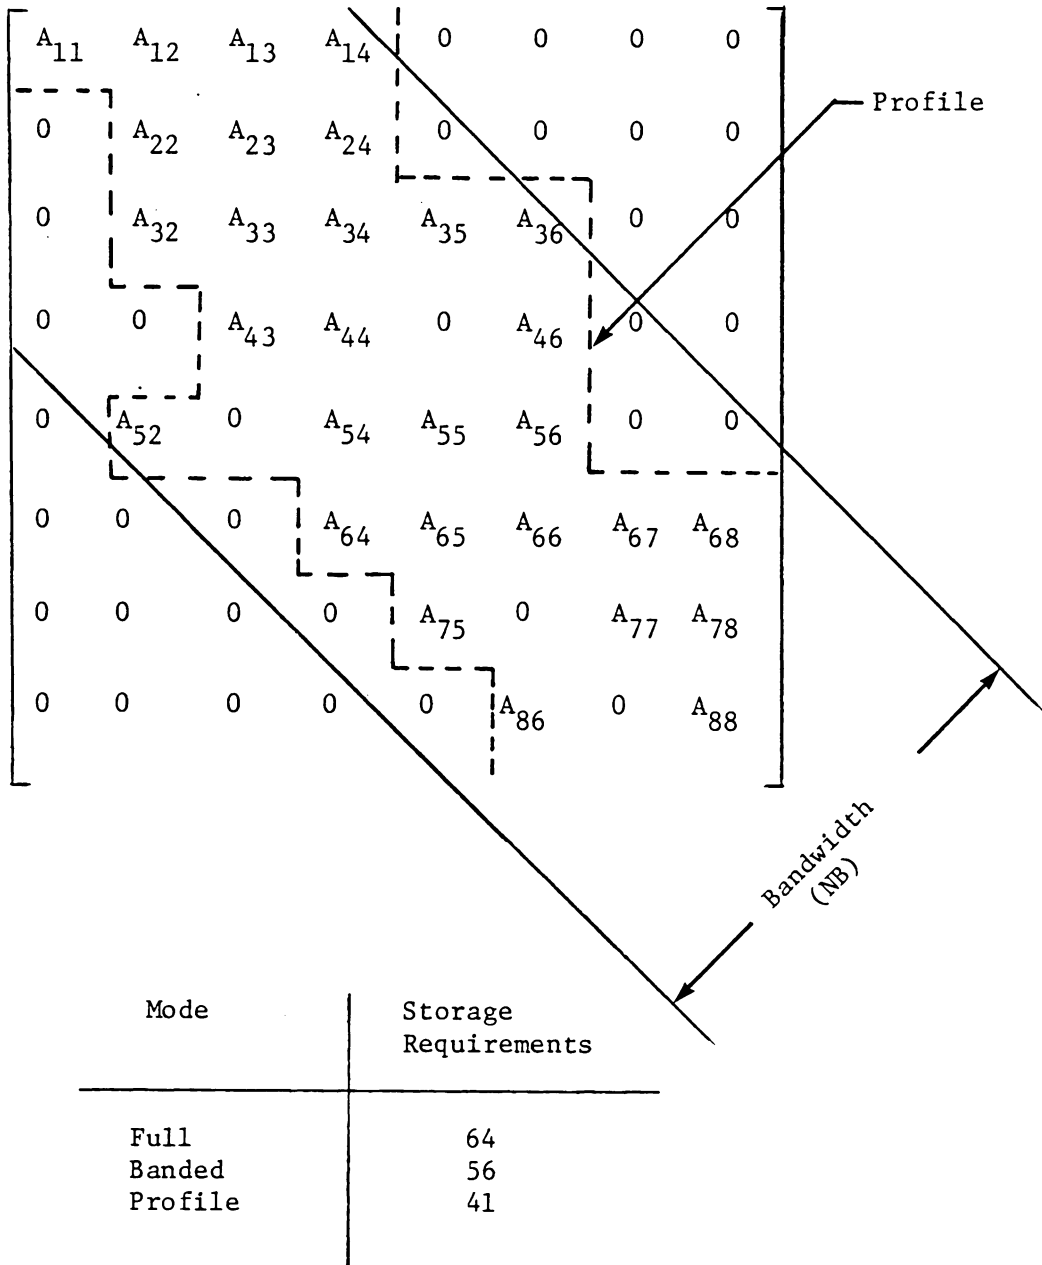 A11 A12 A13 A14 0 0 0 0
Profile
0 A22 A23 A24 0 0 0 0
0 A32 A33 A34 A35 A36 0 0
0 0 A43 A44 0 A46 0 0
0 A52 0 A54 A55 A56 0 0
0 0 0 A64 A65 A66 A67 A68
0 0 0 0 A75 0 A77 A78
0 0 0 0 0 A86 0 A88
Bandwidth
(NB)
Mode Storage
Requirements
Full 64
Banded 56
Profile 41